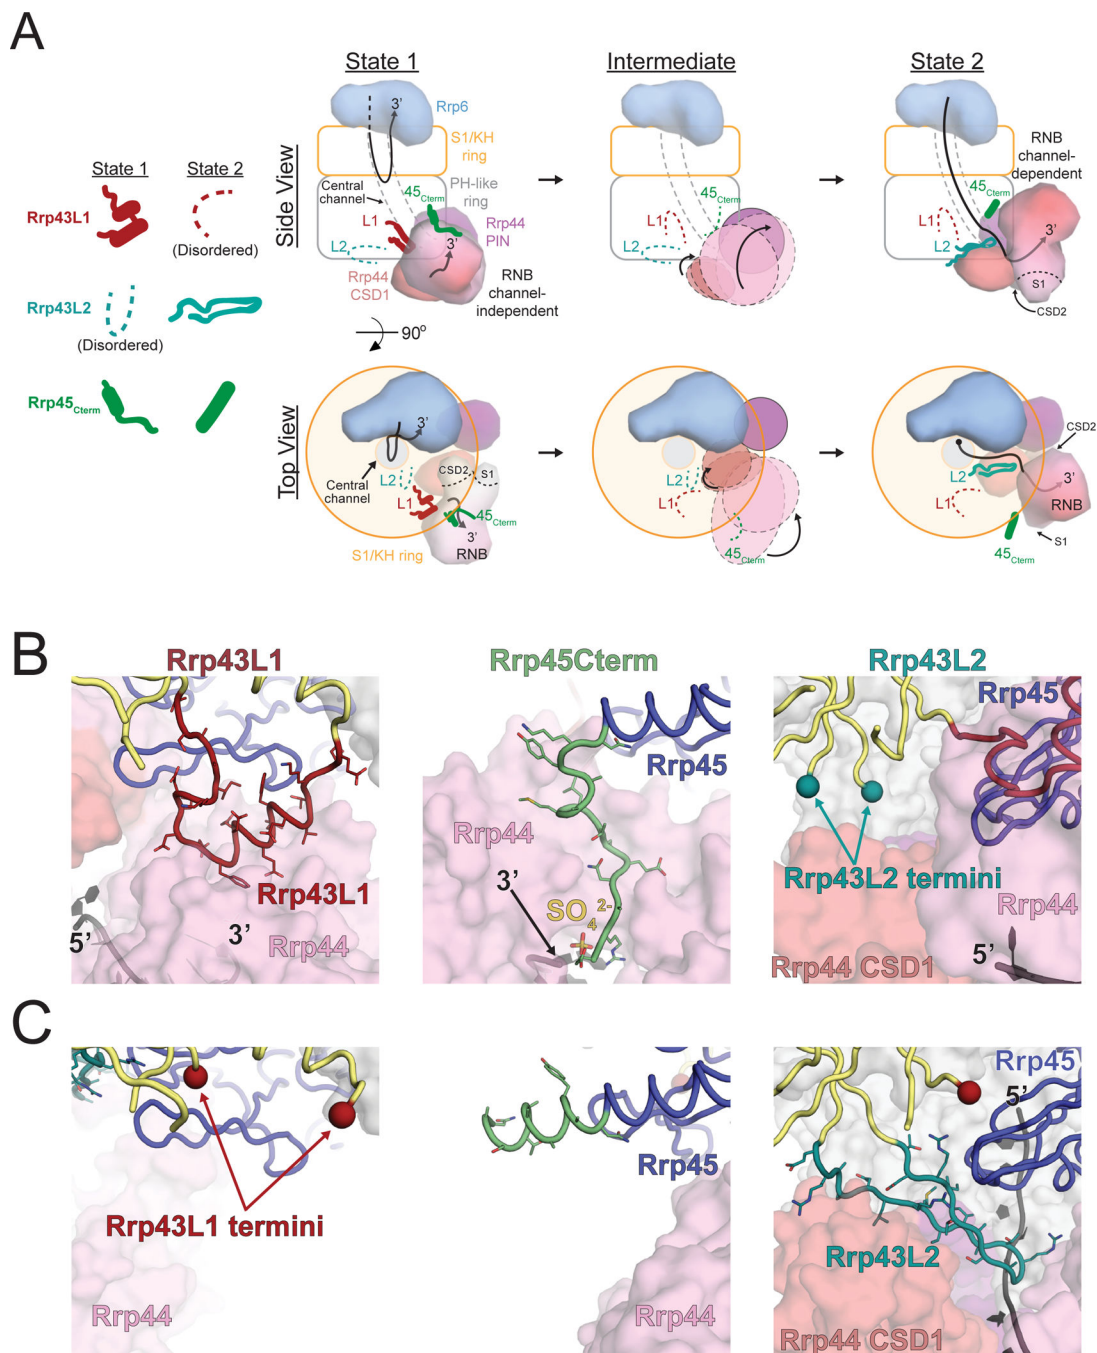 A
State 1
Intermediate
State 2
Side View
3'
Rrp6
S1/KH
ring
Central
channel
PH-like
ring
45Cterm
L1
L2
Rrp44
PIN
3'
Rrp44
CSD1
RNB
channel-
independent
L1
L2
45Cterm
RNB
channel-
dependent
45Cterm
L1
L2
3'
S1
CSD2
State 1
State 2
Rrp43L1
(Disordered)
Rrp43L2
(Disordered)
Rrp45Cterm
90o
Top View
3'
Central
channel
L2
L1
CSD2
S1
45Cterm
3'
RNB
S1/KH ring
L2
L1
45Cterm
CSD2
L2
L1
3'
RNB
S1
45Cterm
B
Rrp43L1
Rrp45Cterm
Rrp43L2
Rrp43L1
5'
3'
Rrp44
Rrp45
Rrp44
3'
SO42-
Rrp45
Rrp43L2 termini
Rrp44
Rrp44 CSD1
5'
C
Rrp43L1 termini
Rrp44
Rrp45
Rrp44
Rrp45
5'
Rrp43L2
Rrp44 CSD1